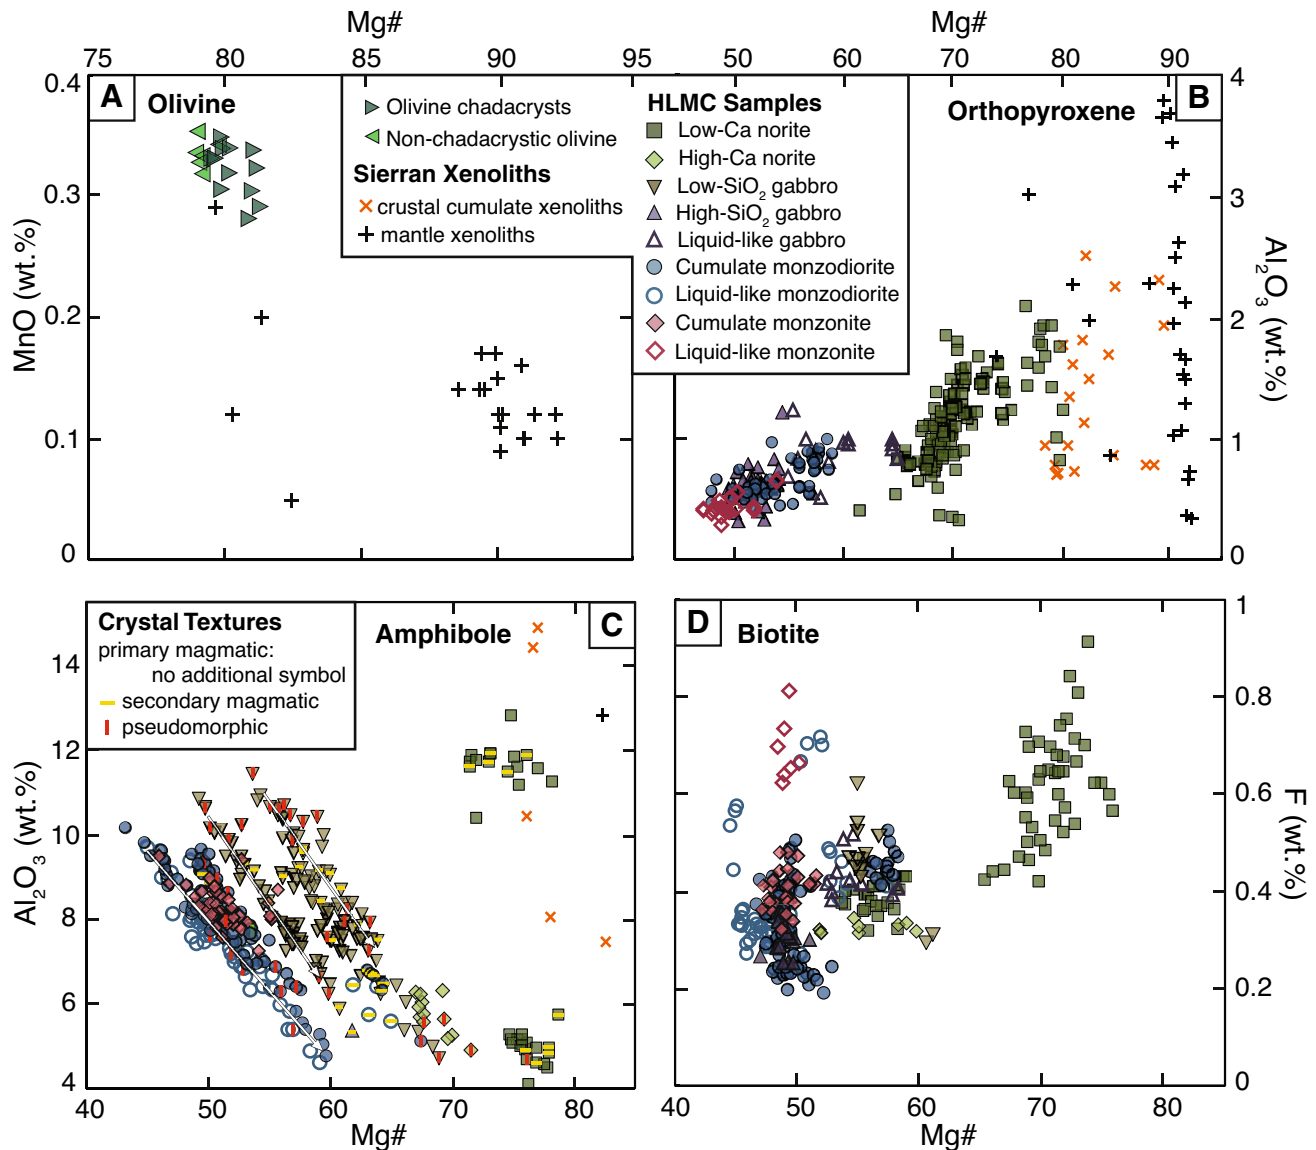 Mg#
Mg#
75 80 85 90 95
50 60 70 80 90
0.4
0.3
0.2
0.1
0
MnO (wt.%)
A
Olivine
Olivine chadacrysts
Non-chadacrystic olivine
Sierran Xenoliths
crustal cumulate xenoliths
mantle xenoliths
HLMC Samples
Low-Ca norite
High-Ca norite
Low-SiO2 gabbro
High-SiO2 gabbro
Liquid-like gabbro
Cumulate monzodiorite
Liquid-like monzodiorite
Cumulate monzonite
Liquid-like monzonite
Orthopyroxene
B
4
3
2
1
0
Al2O3 (wt.%)
Crystal Textures
primary magmatic:
no additional symbol
secondary magmatic
pseudomorphic
Amphibole
C
14
12
10
8
6
4
Al2O3 (wt.%)
40 50 60 70 80
Mg#
D
Biotite
1
0.8
0.6
0.4
0.2
0
F (wt.%)
40 50 60 70 80
Mg#